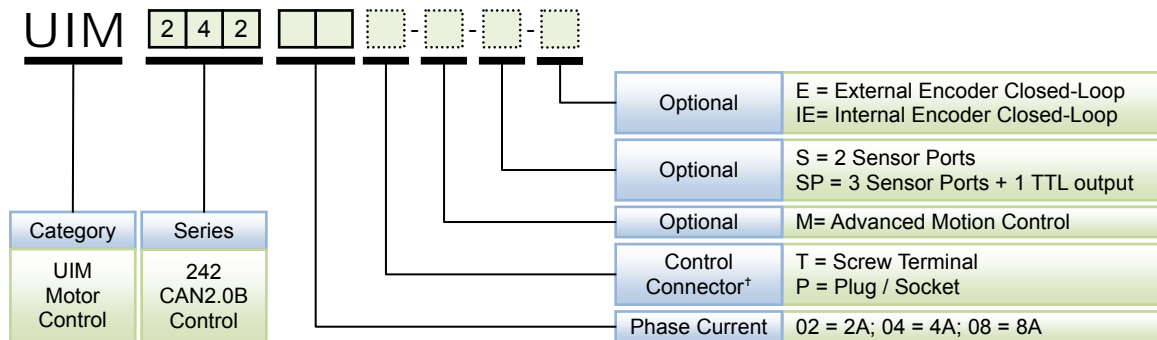 UIM 2 4 2 - - -
Optional
E = External Encoder Closed-Loop
IE= Internal Encoder Closed-Loop
Optional
S = 2 Sensor Ports
SP = 3 Sensor Ports + 1 TTL output
Optional
M= Advanced Motion Control
Control
Connector†
T = Screw Terminal
P = Plug / Socket
Phase Current
02 = 2A; 04 = 4A; 08 = 8A
Category
UIM
Motor
Control
Series
242
CAN2.0B
Control